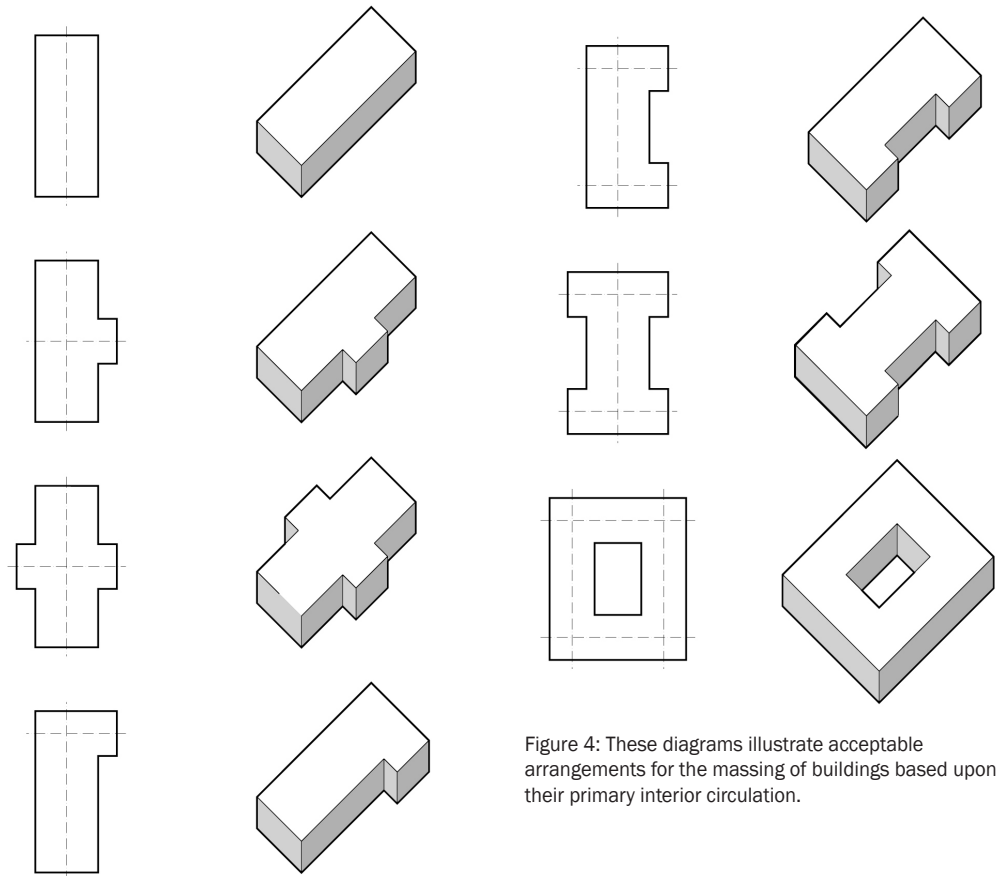 Figure 4: These diagrams illustrate acceptable
arrangements for the massing of buildings based upon
their primary interior circulation.